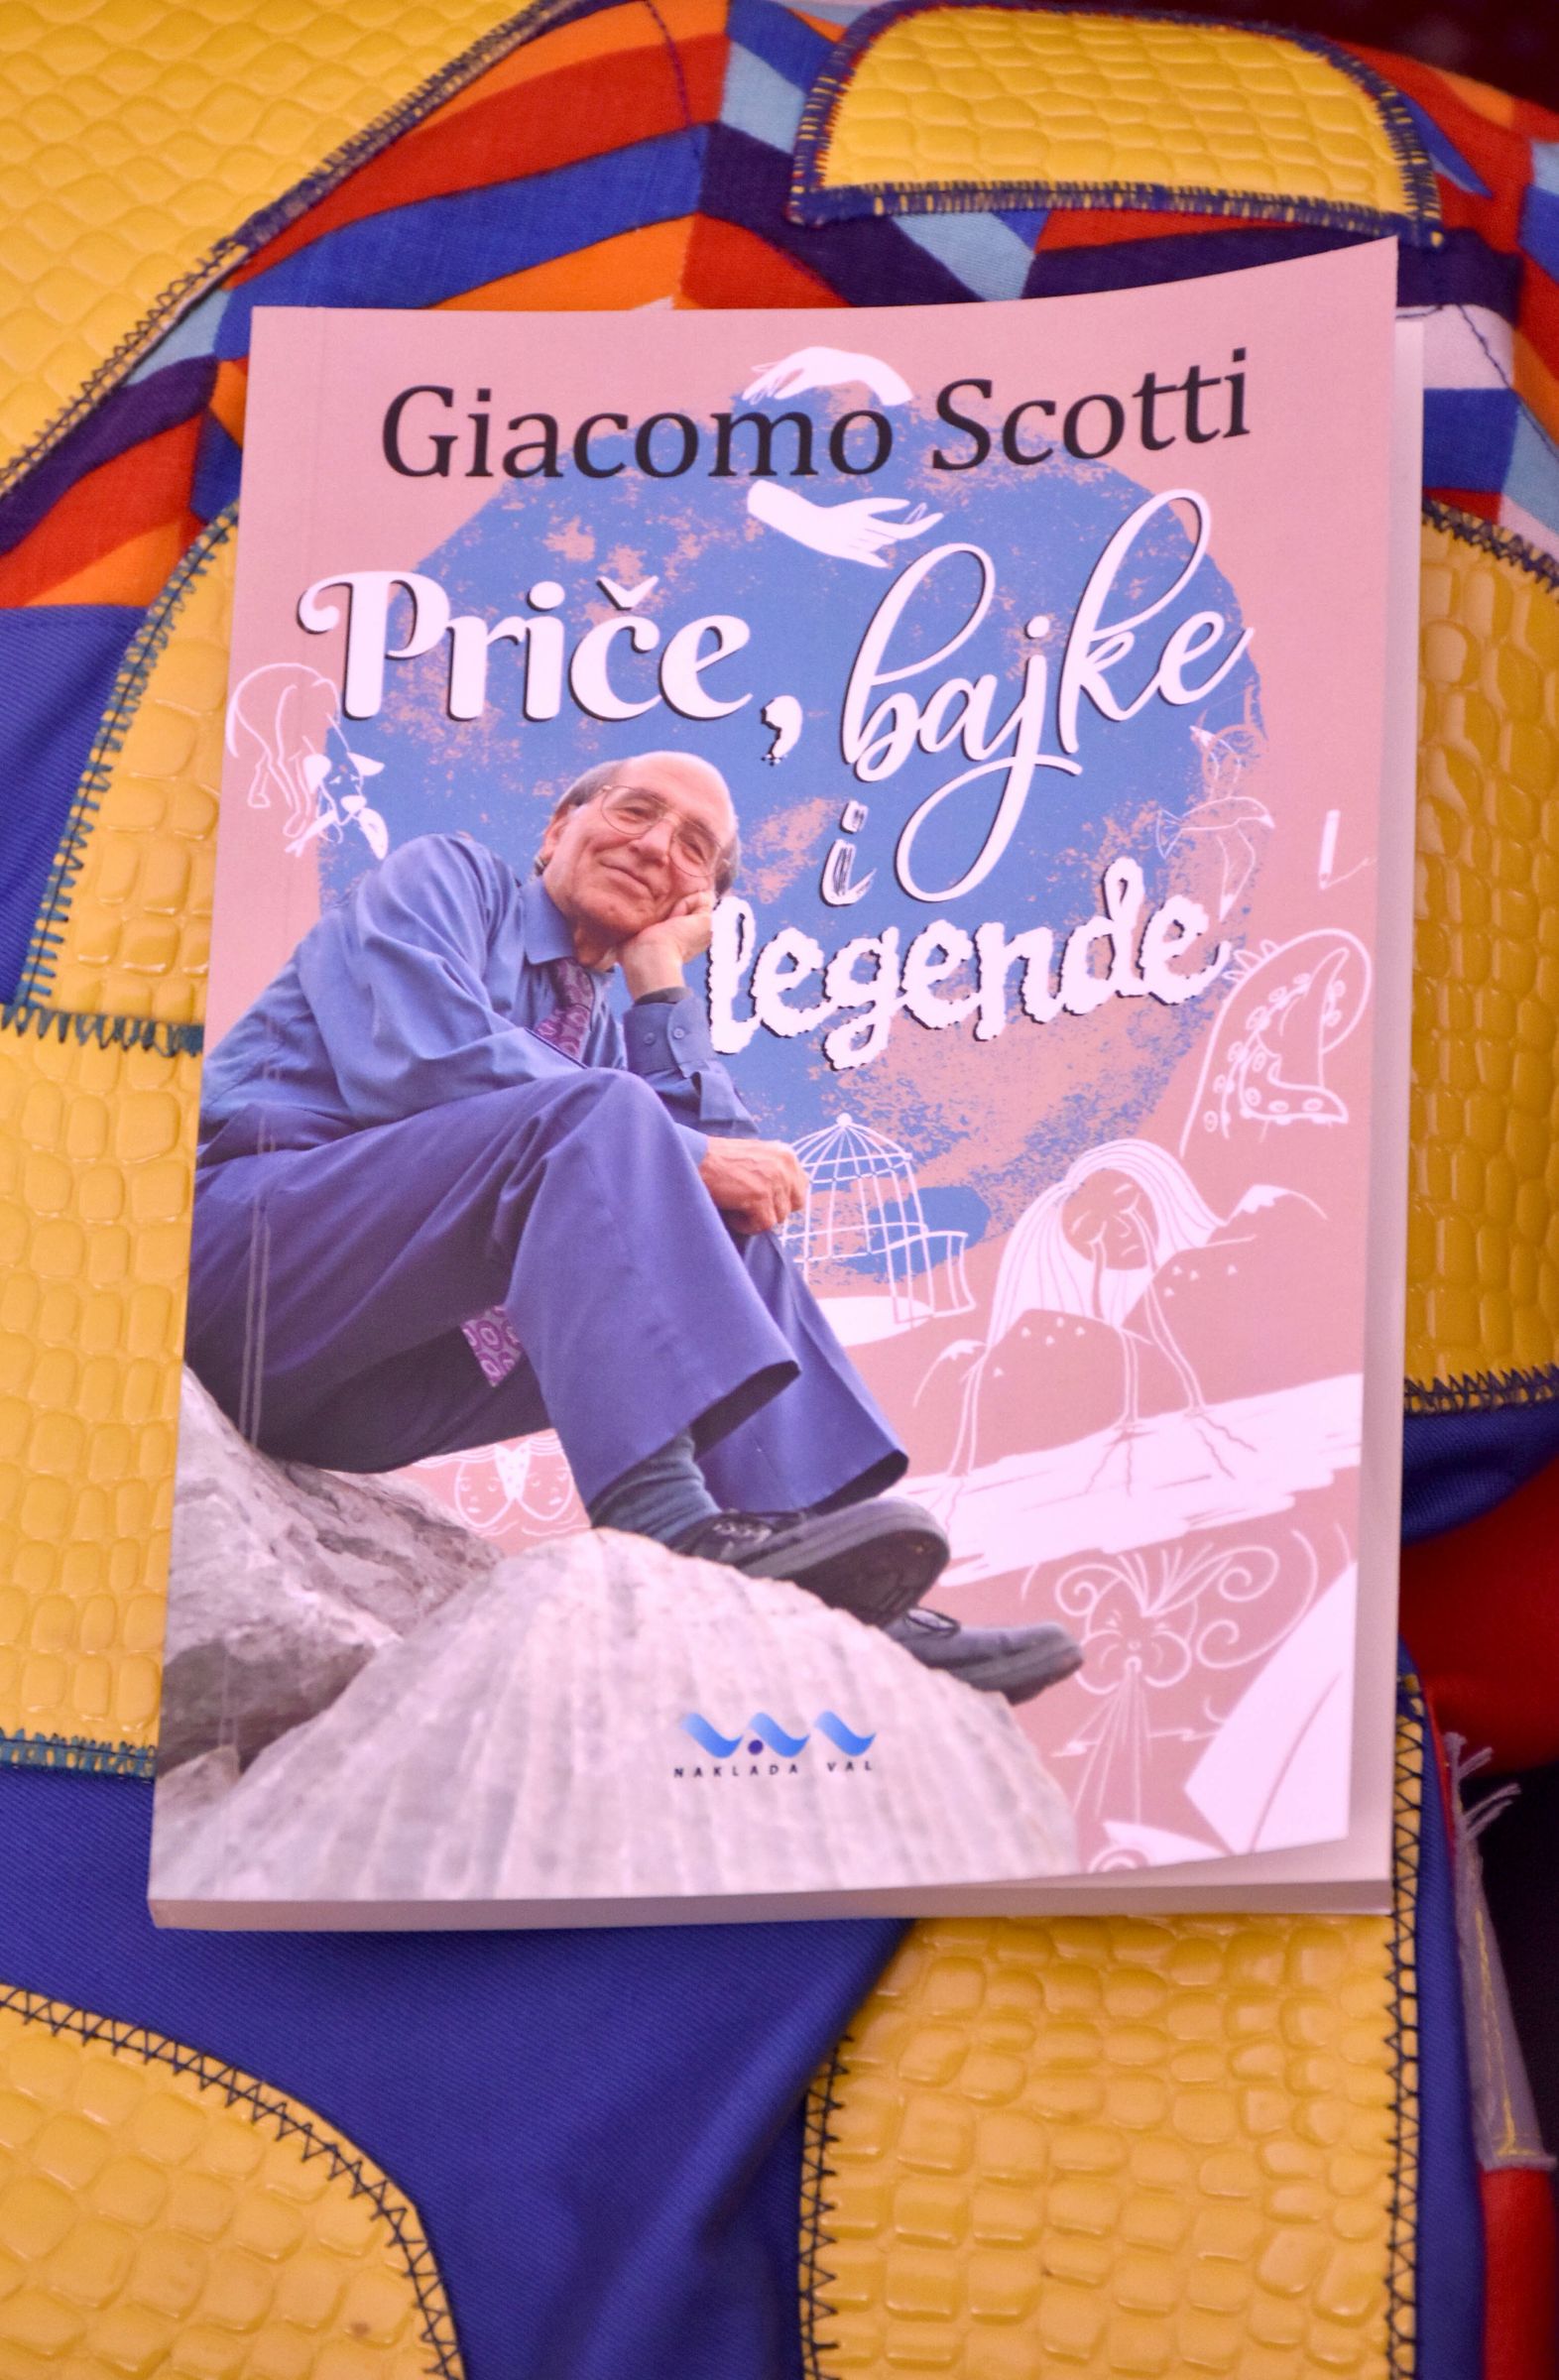 Giacomo Scotti
Priče, bajke
i
legende
NAKLADA VAL